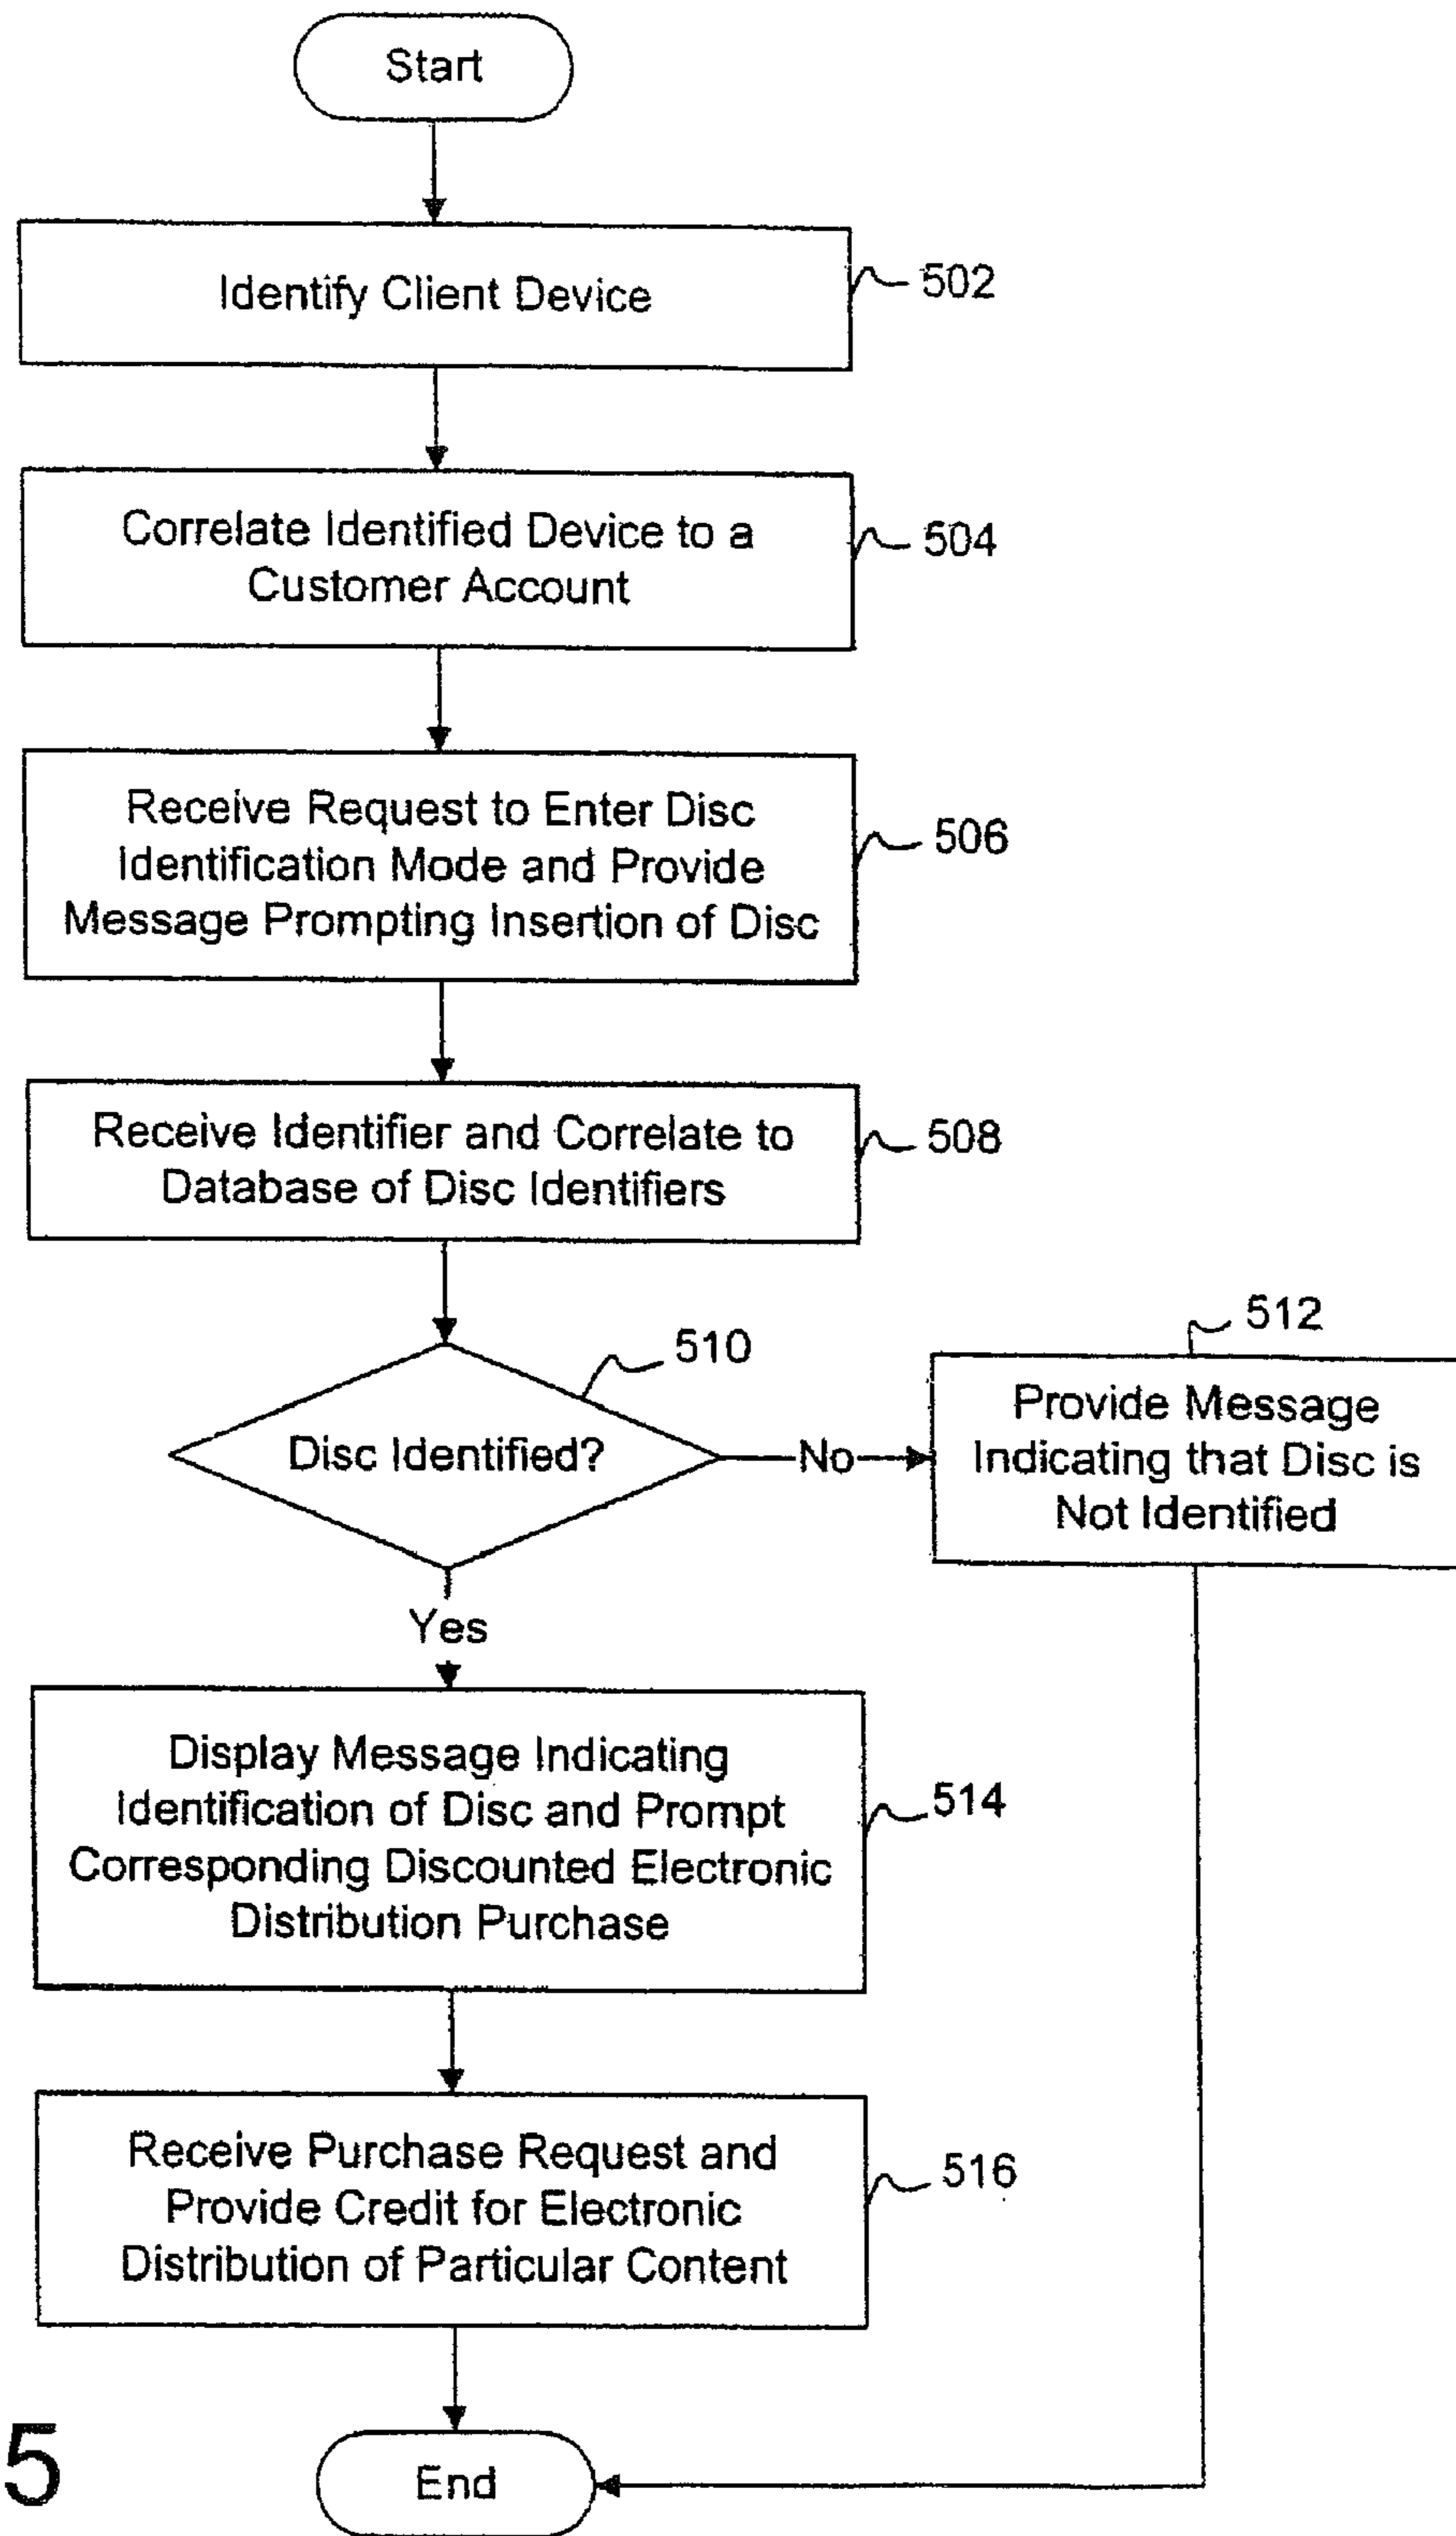 Start
Identify Client Device
502
Correlate Identified Device to a
Customer Account
504
Receive Request to Enter Disc
Identification Mode and Provide
Message Prompting Insertion of Disc
506
Receive Identifier and Correlate to
Database of Disc Identifiers
508
510
Disc Identified?
No
512
Provide Message
Indicating that Disc is
Not Identified
Yes
Display Message Indicating
Identification of Disc and Prompt
Corresponding Discounted Electronic
Distribution Purchase
514
Receive Purchase Request and
Provide Credit for Electronic
Distribution of Particular Content
516
End
5